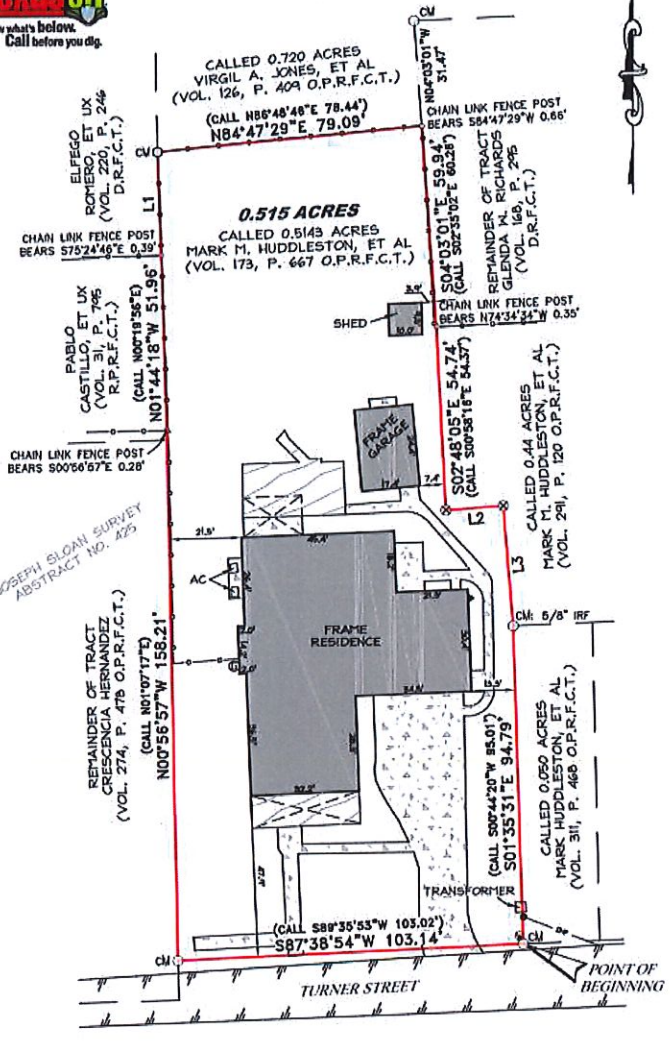 what's below.
Call before you dig.
CM
N04°03'01"W
31.47'
CALLED 0.720 ACRES
VIRGIL A. JONES, ET AL
(VOL. 126, P. 409 O.P.R.F.C.T.)
(CALL N86°48'48"E 78.44')
N84°47'29"E 79.09'
CHAIN LINK FENCE POST
BEARS S84°47'29"W 0.66'
CM
ELFEGO
ROMERO, ET UX
(VOL. 220, P. 246
D.R.F.C.T.)
L1
CHAIN LINK FENCE POST
BEARS S75°24'46"E 0.39'
0.515 ACRES
CALLED 0.5143 ACRES
MARK M. HUDDLESTON, ET AL
(VOL. 173, P. 667 O.P.R.F.C.T.)
S04°03'01"E 59.94'
(CALL S02°35'02"E 60.28')
REMAINDER OF TRACT
GLENDA W. RICHARDS
(VOL. 168, P. 295
D.R.F.C.T.)
SHED
3.9'
10.0'
CHAIN LINK FENCE POST
BEARS N74°34'34"W 0.35'
PABLO
CASTILLO, ET UX
(VOL. 31, P. 795
R.P.R.F.C.T.)
(CALL N00°19'56"E)
N01°44'18"W 51.96'
CHAIN LINK FENCE POST
BEARS S00°56'57"E 0.28'
FRAME
GARAGE
7.4'
S02°48'05"E 54.74'
(CALL S00°58'16"E 54.37')
L2
CALLED 0.44 ACRES
MARK M. HUDDLESTON, ET AL
(VOL. 291, P. 120 O.P.R.F.C.T.)
L3
JOSEPH SLOAN SURVEY
ABSTRACT NO. 425
21.5'
AC
FRAME
RESIDENCE
CM: 5/8" IRF
REMAINDER OF TRACT
CRESCENCIA HERNANDEZ
(VOL. 274, P. 478 O.P.R.F.C.T.)
(CALL N01°07'17"E)
N00°56'57"W 158.21'
(CALL S00°44'20"W 95.01')
S01°35'31"E 94.79'
CALLED 0.050 ACRES
MARK HUDDLESTON, ET AL
(VOL. 311, P. 468 O.P.R.F.C.T.)
TRANSFORMER
(CALL S89°35'53"W 103.02')
S87°38'54"W 103.14'
CM
CM
POINT OF
BEGINNING
TURNER STREET